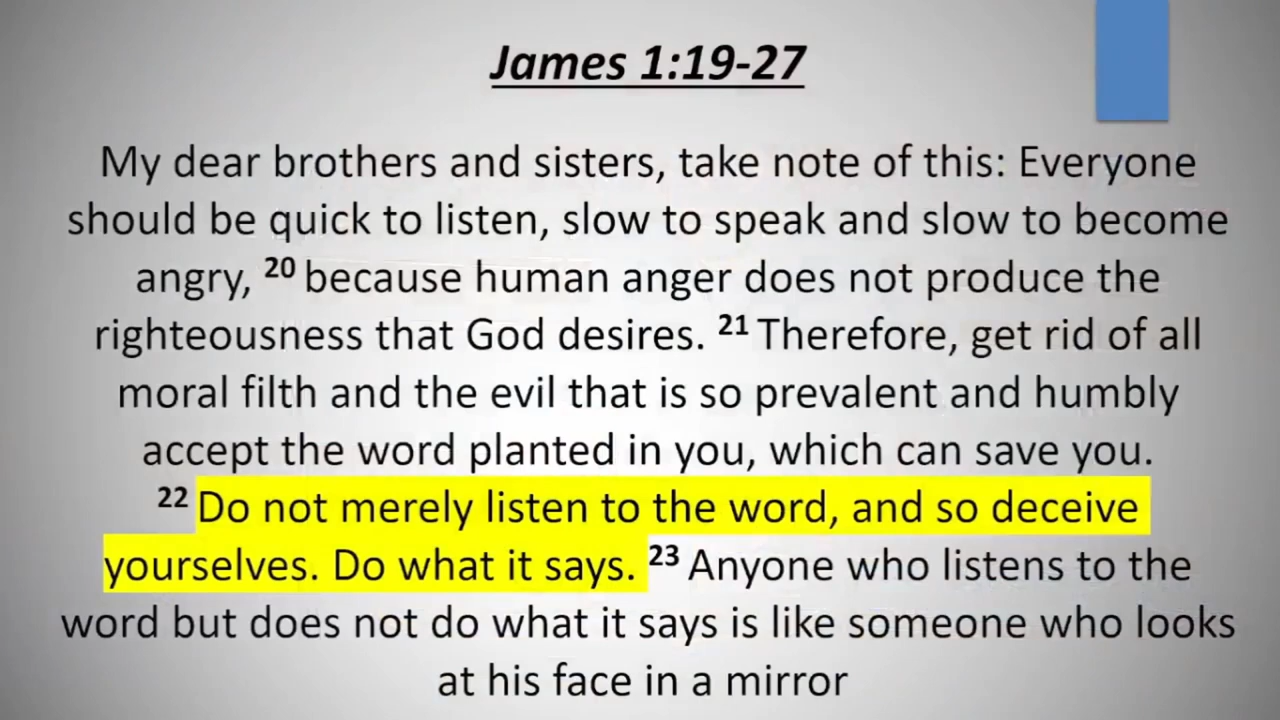 James 1:19-27
My dear brothers and sisters, take note of this: Everyone
should be quick to listen, slow to speak and slow to become
angry, 20 because human anger does not produce the
righteousness that God desires. 21 Therefore, get rid of all
moral filth and the evil that is so prevalent and humbly
accept the word planted in you, which can save you.
22 Do not merely listen to the word, and so deceive
yourselves. Do what it says. 23 Anyone who listens to the
word but does not do what it says is like someone who looks
at his face in a mirror